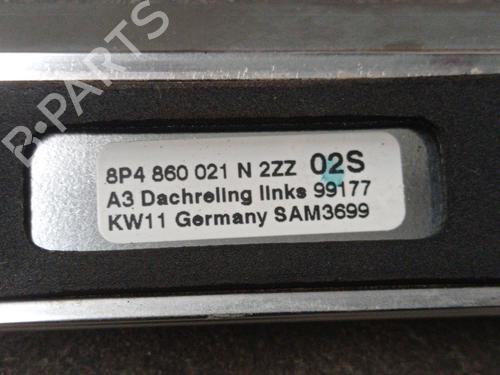 B-PARTS
8P4 860 021 N 2ZZ 02S
A3 Dachreling links 99177
KW11 Germany SAM3699